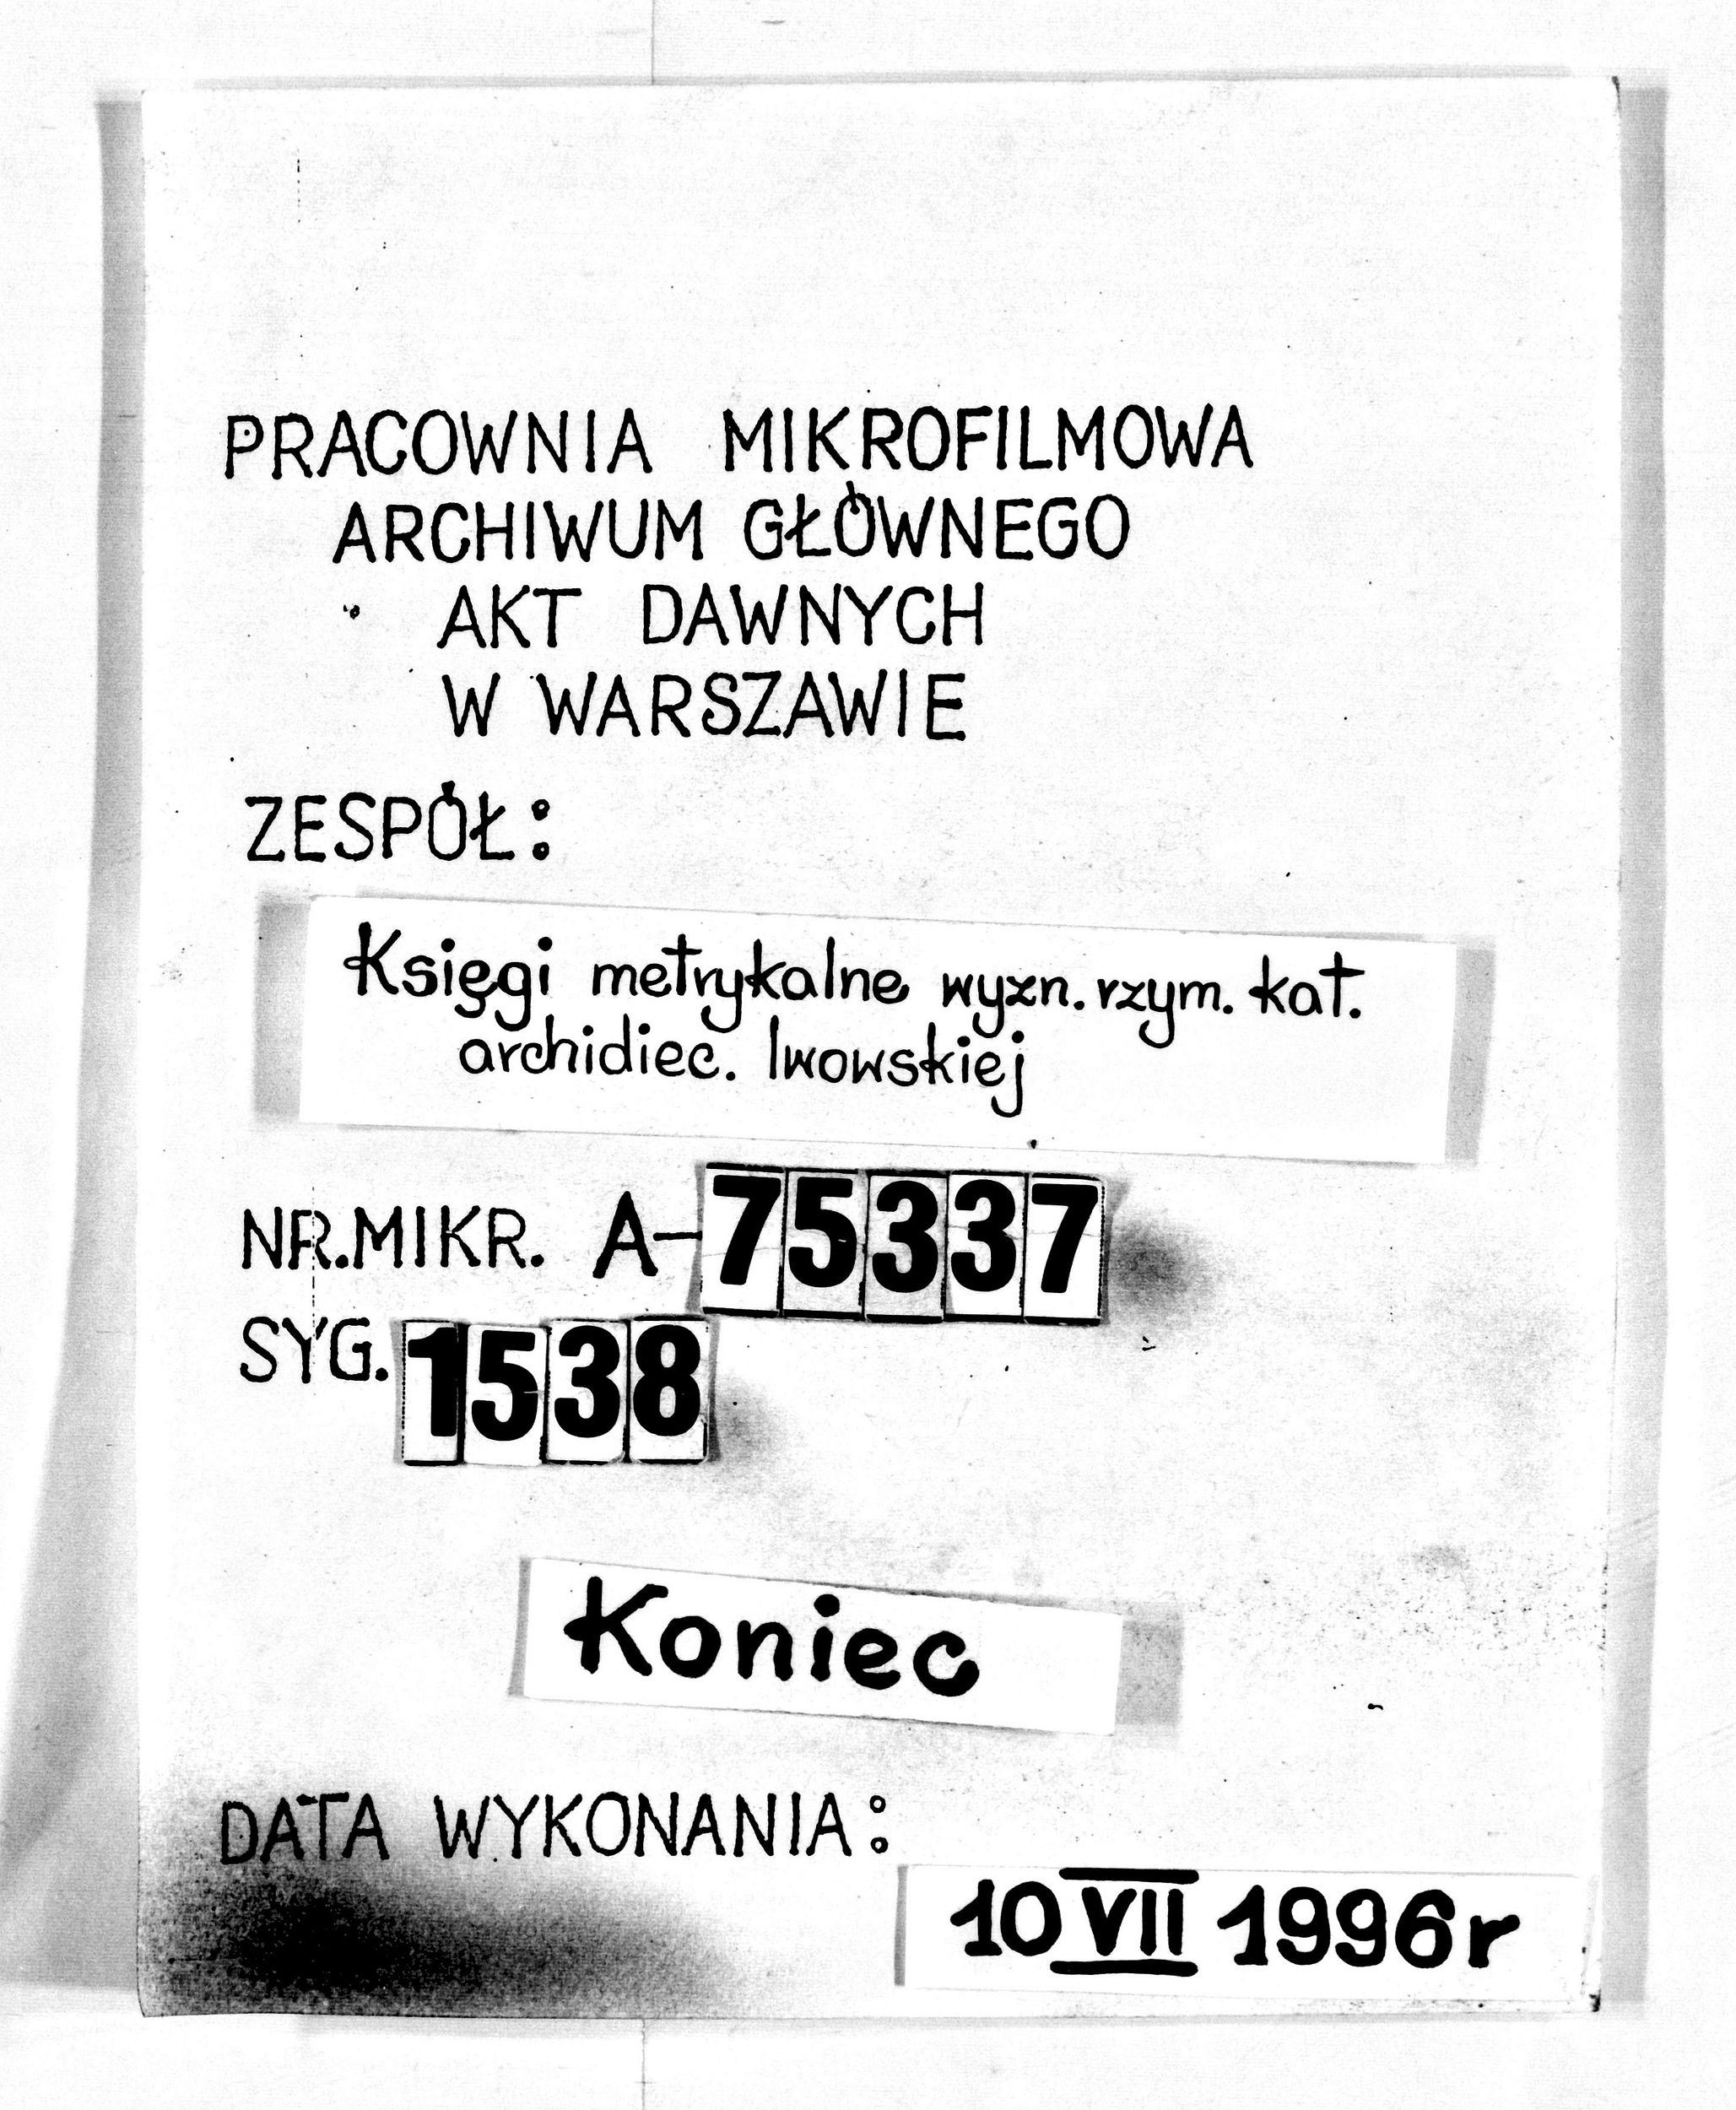 PRACOWNIA MIKROFILMOWA
ARCHIWUM GŁÓWNEGO
AKT DAWNYCH
W WARSZAWIE
ZESPÓŁ:
Księgi metrykalne wyzn. rzym. kat.
archidiec. lwowskiej
NR.MIKR. A-75337
SYG. 1538
Koniec
DATA WYKONANIA:
10 VII 1996r